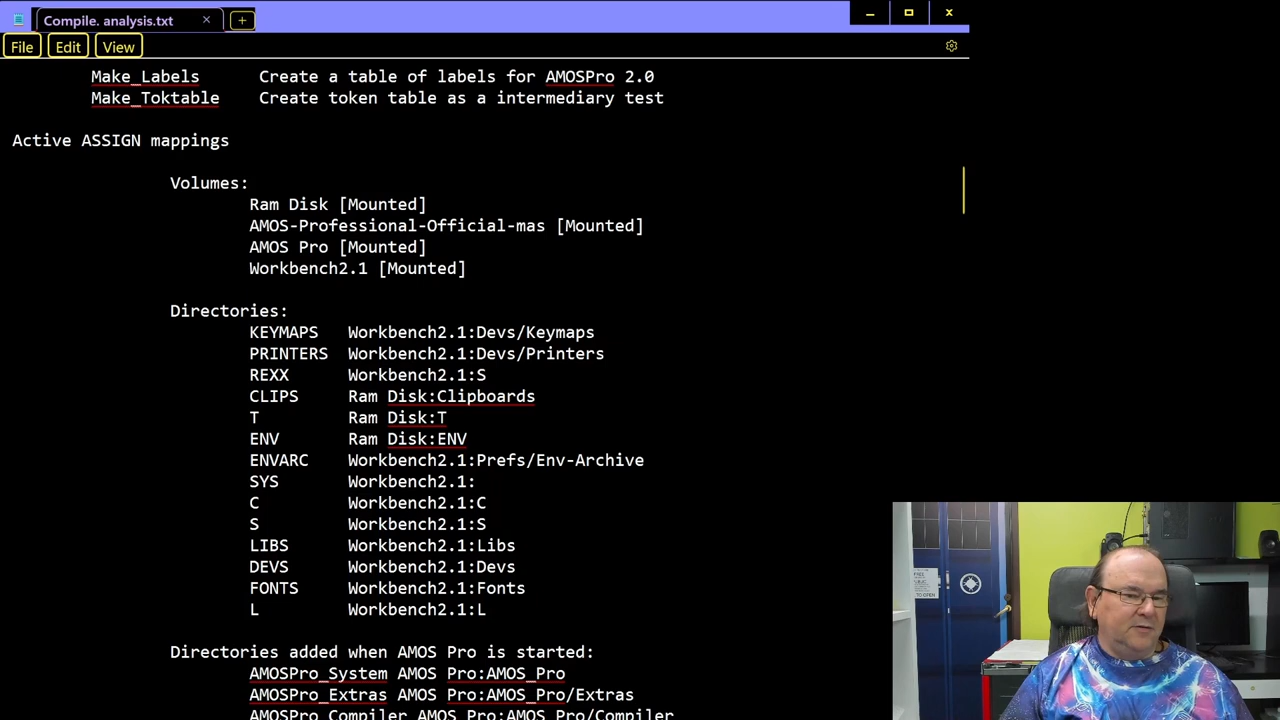 Compile. analysis.txt
File Edit View
Make_Labels Create a table of labels for AMOSPro 2.0
Make_Toktable Create token table as a intermediary test
Active ASSIGN mappings
Volumes:
Ram Disk [Mounted]
AMOS-Professional-Official-mas [Mounted]
AMOS Pro [Mounted]
Workbench2.1 [Mounted]
Directories:
KEYMAPS Workbench2.1:Devs/Keymaps
PRINTERS Workbench2.1:Devs/Printers
REXX Workbench2.1:S
CLIPS Ram Disk:Clipboards
T Ram Disk:T
ENV Ram Disk:ENV
ENVARC Workbench2.1:Prefs/Env-Archive
SYS Workbench2.1:
C Workbench2.1:C
S Workbench2.1:S
LIBS Workbench2.1:Libs
DEVS Workbench2.1:Devs
FONTS Workbench2.1:Fonts
L Workbench2.1:L
Directories added when AMOS Pro is started:
AMOSPro_System AMOS Pro:AMOS_Pro
AMOSPro_Extras AMOS Pro:AMOS_Pro/Extras
AMOSPro_Compiler AMOS Pro:AMOS_Pro/Compiler